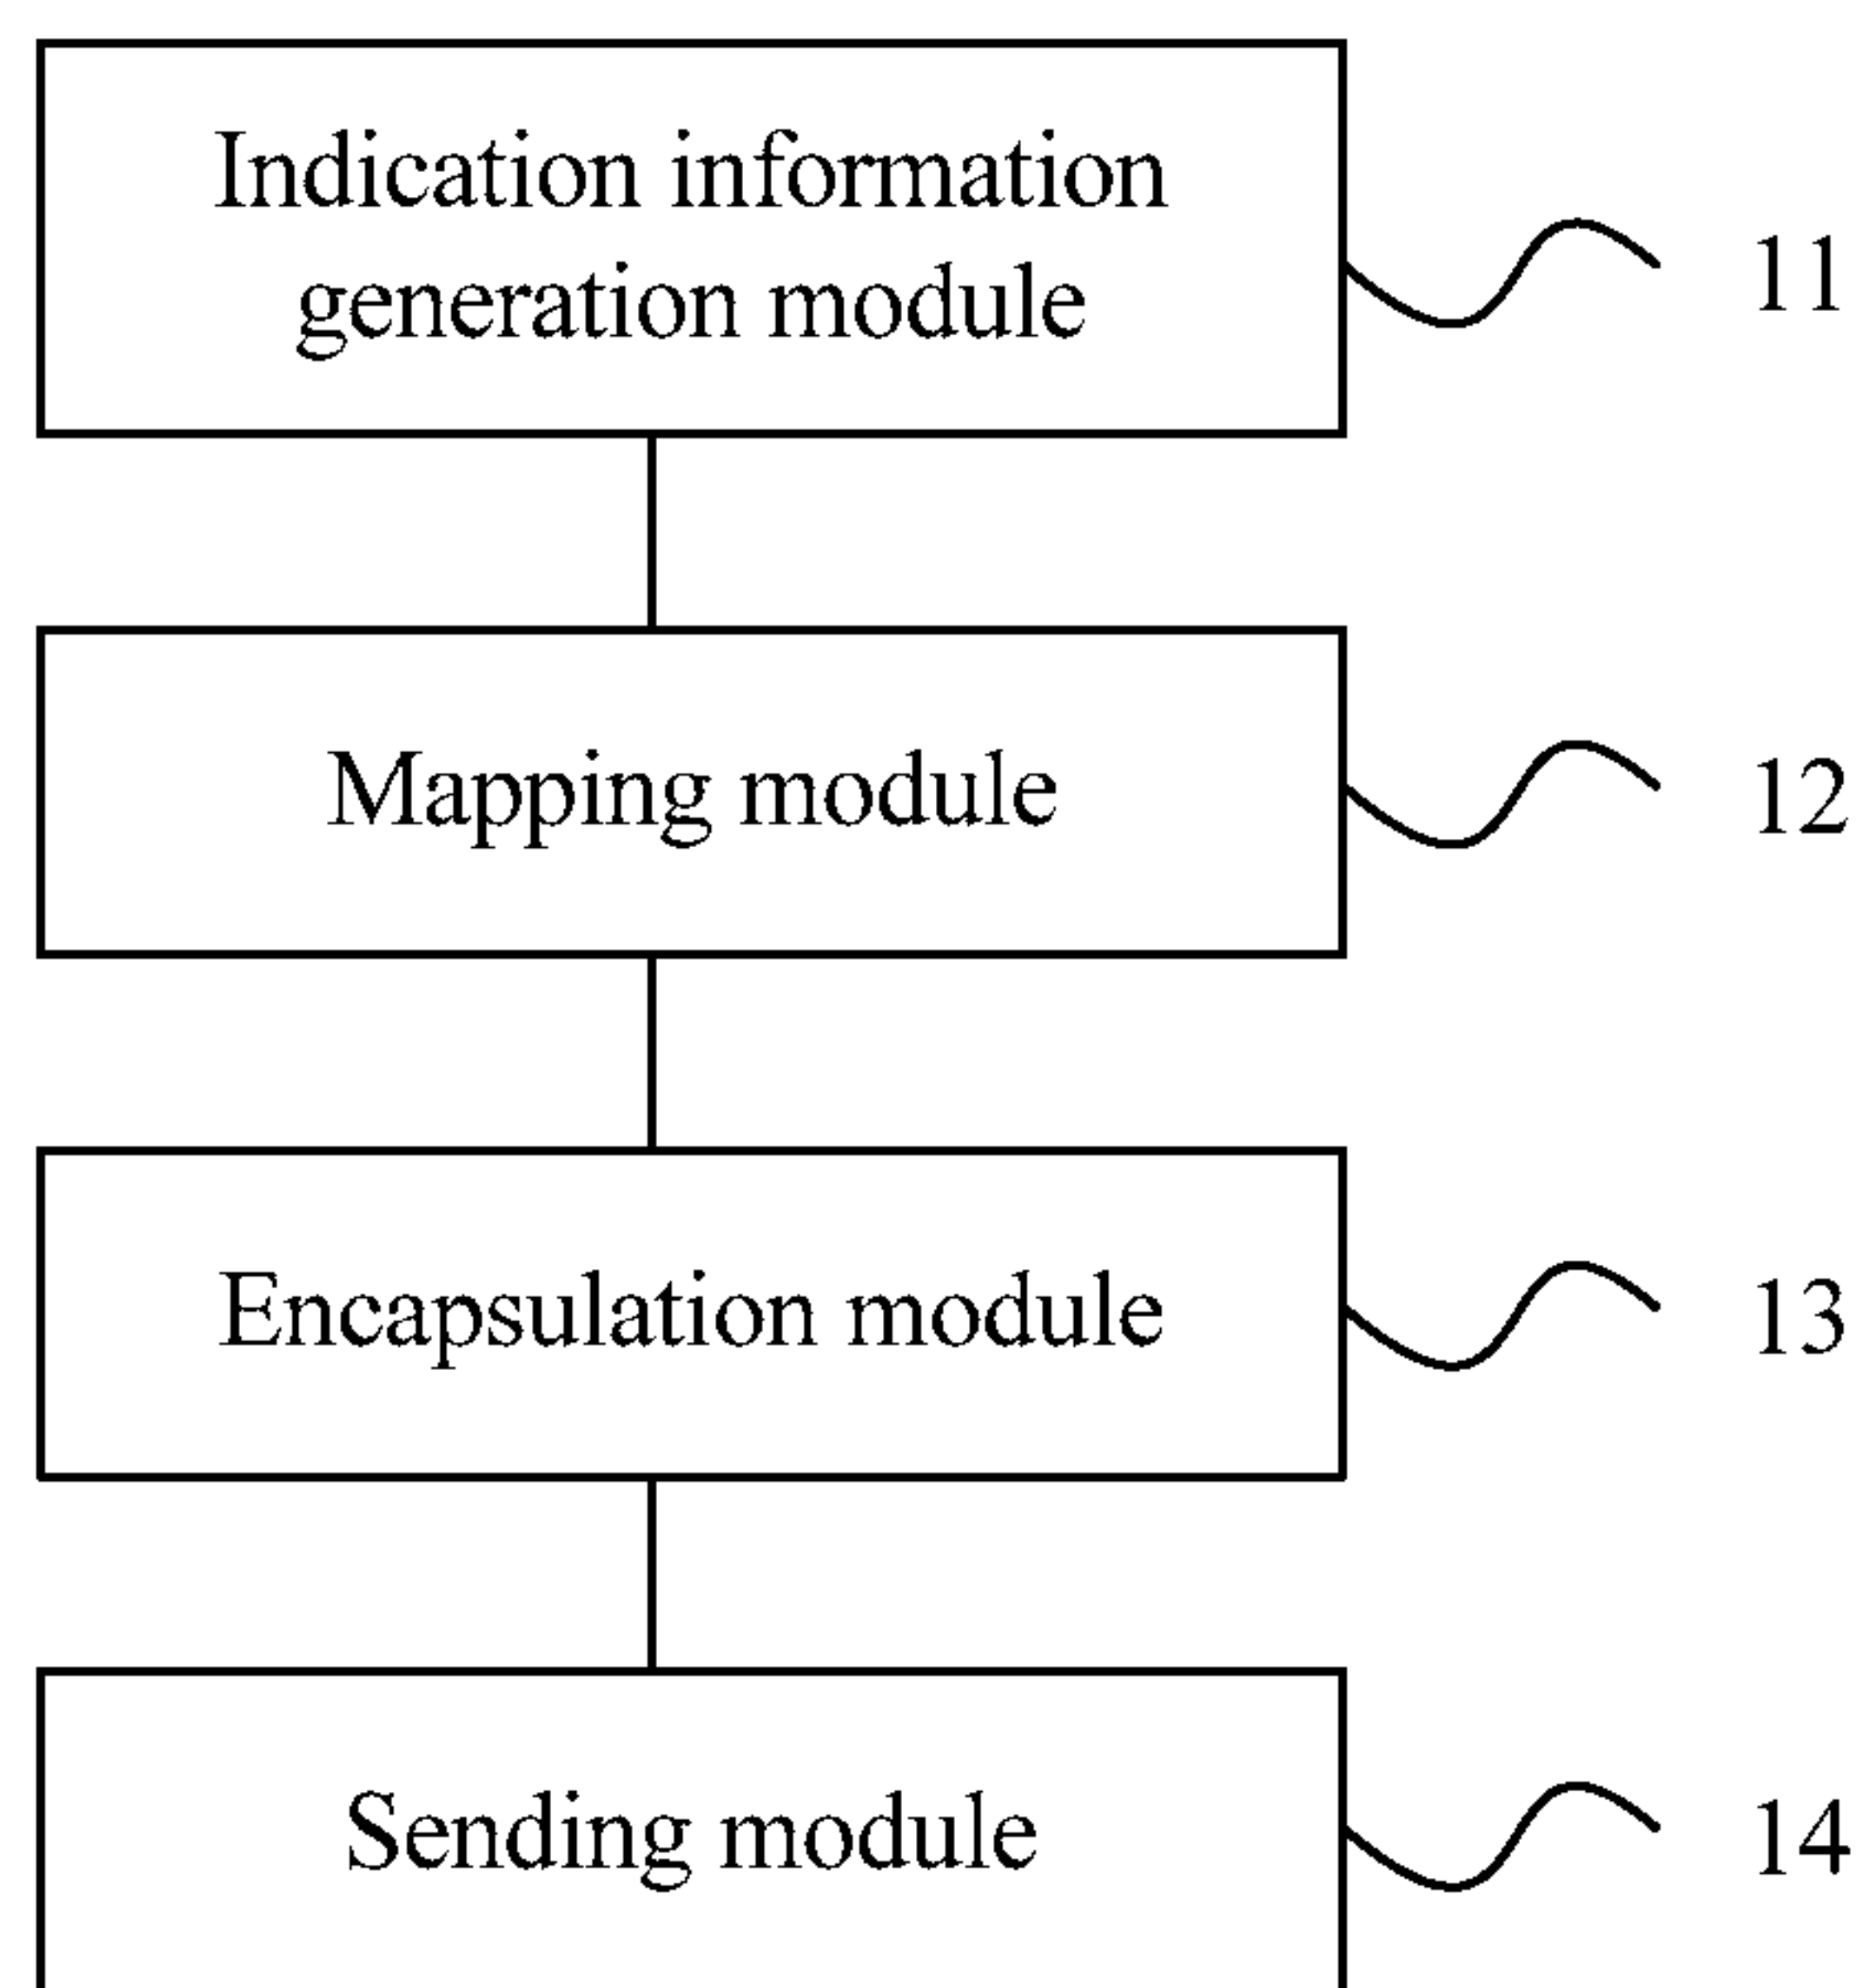 Indication information
generation module
11
Mapping module
12
Encapsulation module
13
Sending module
14